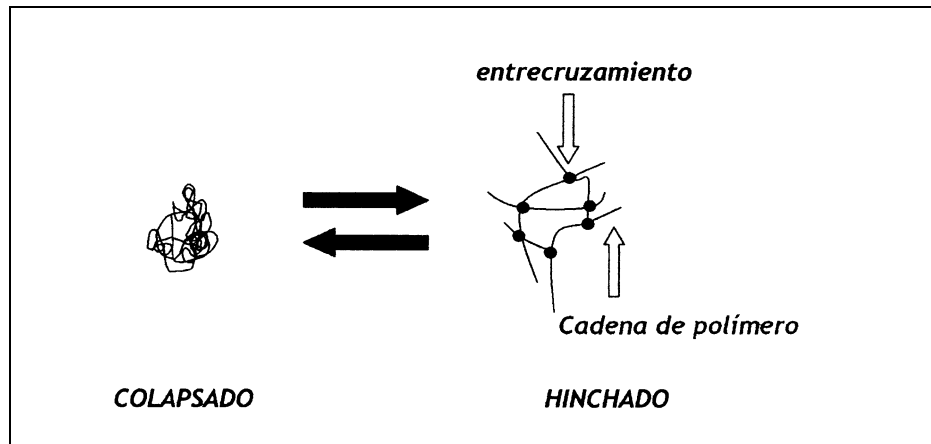 entrecruzamiento
Cadena de polímero
COLAPSADO
HINCHADO